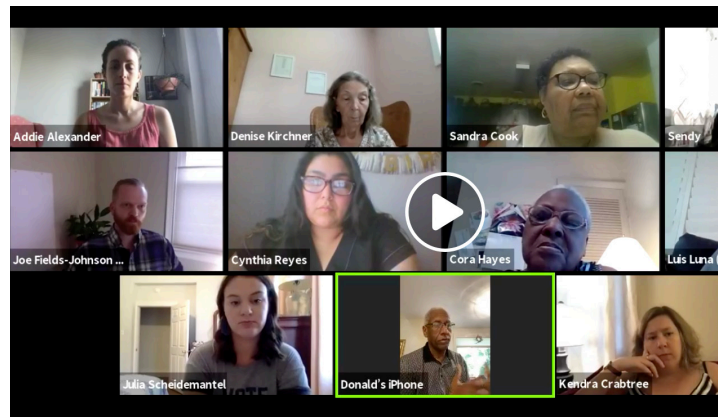 Addie Alexander
Denise Kirchner
Sandra Cook
Sendy
Joe Fields-Johnson ...
Cynthia Reyes
Cora Hayes
Luis Luna
Julia Scheidemantel
Donald's iPhone
Kendra Crabtree